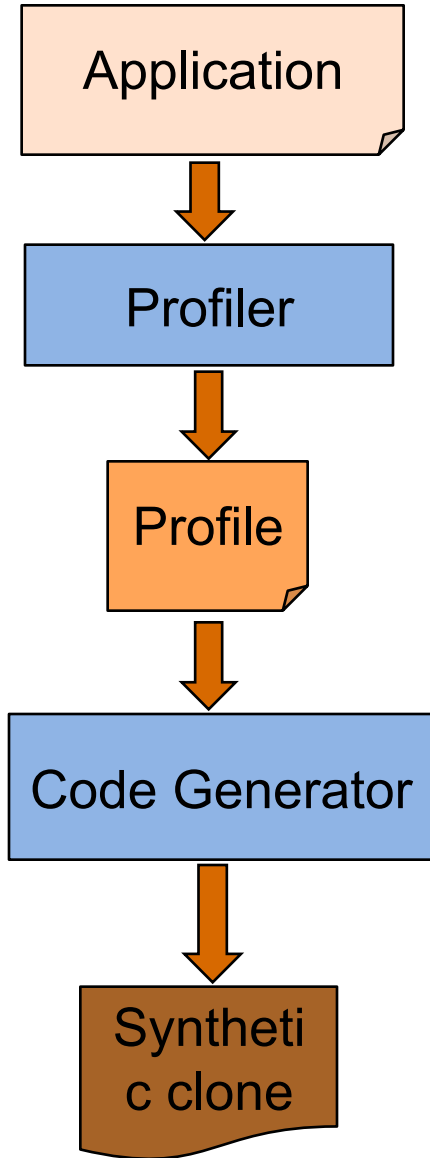 Application
Profiler
Profile
Code Generator
Syntheti
c clone